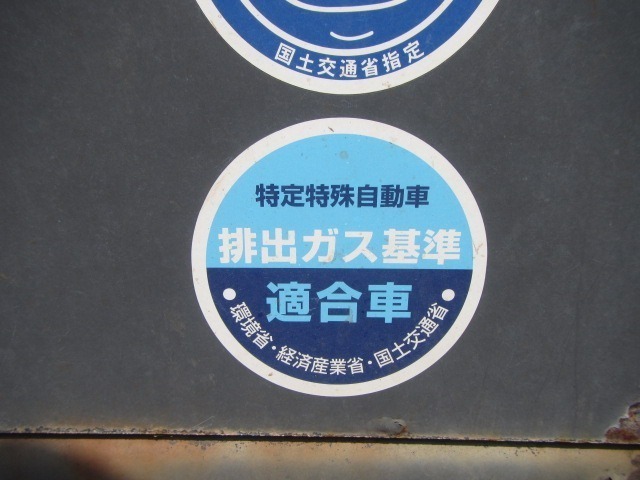 国土交通省指定
特定特殊自動車
排出ガス基準
適合車
● 環境省・経済産業省・国土交通省 ●